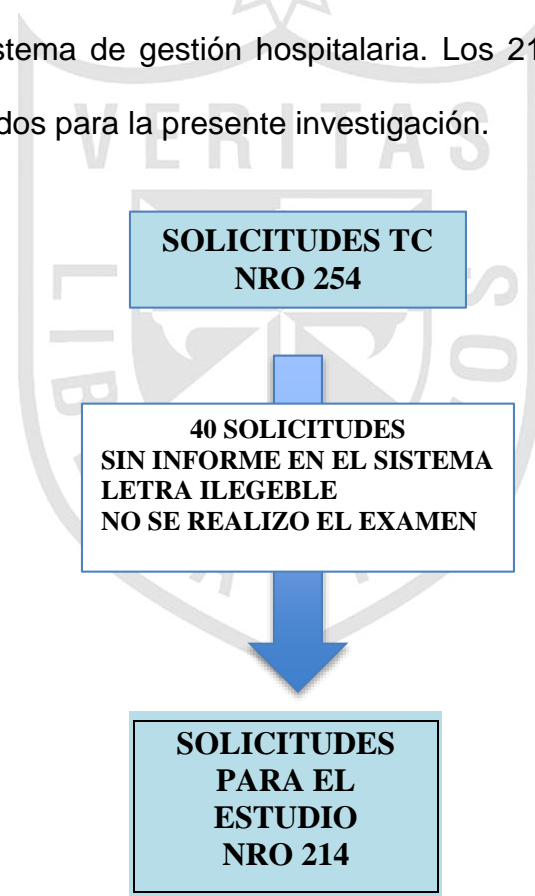 stema de gestión hospitalaria. Los 21
dos para la presente investigación.
VERITAS
SOLICITUDES TC
NRO 254
40 SOLICITUDES
SIN INFORME EN EL SISTEMA
LETRA ILEGEBLE
NO SE REALIZO EL EXAMEN
SOLICITUDES
PARA EL
ESTUDIO
NRO 214